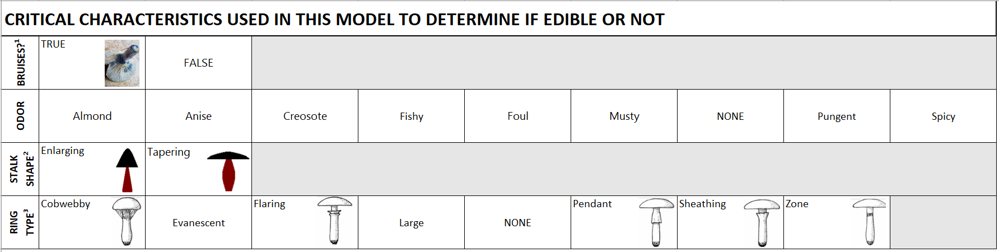 CRITICAL CHARACTERISTICS USED IN THIS MODEL TO DETERMINE IF EDIBLE OR NOT
BRUISES?¹
TRUE
FALSE
ODOR
Almond
Anise
Creosote
Fishy
Foul
Musty
NONE
Pungent
Spicy
STALK
SHAPE²
Enlarging
Tapering
RING
TYPE³
Cobwebby
Evanescent
Flaring
Large
NONE
Pendant
Sheathing
Zone